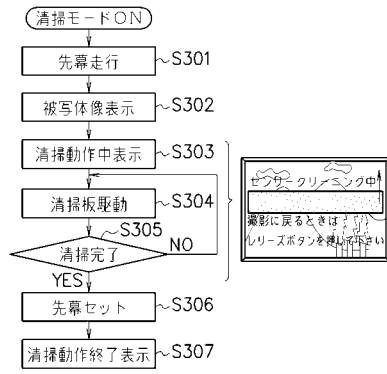 清掃モードON
先幕走行
S301
被写体像表示
S302
清掃動作中表示
S303
清掃板駆動
S304
S305
清掃完了
NO
YES
先幕セット
S306
清掃動作終了表示
S307
センサークリーニング中
撮影に戻るときは
レリーズボタンを押して下さい